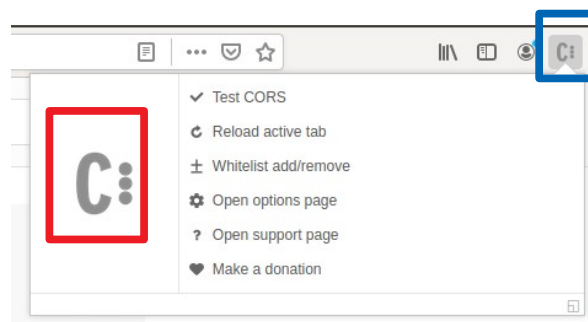 C:
C
Test CORS
Reload active tab
Whitelist add/remove
Open options page
? Open support page
Make a donation